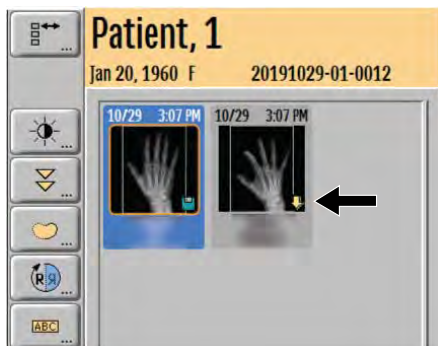 Patient, 1
Jan 20, 1960 F 20191029-01-0012
10/29 3:07 PM 10/29 3:07 PM
R R
ABC